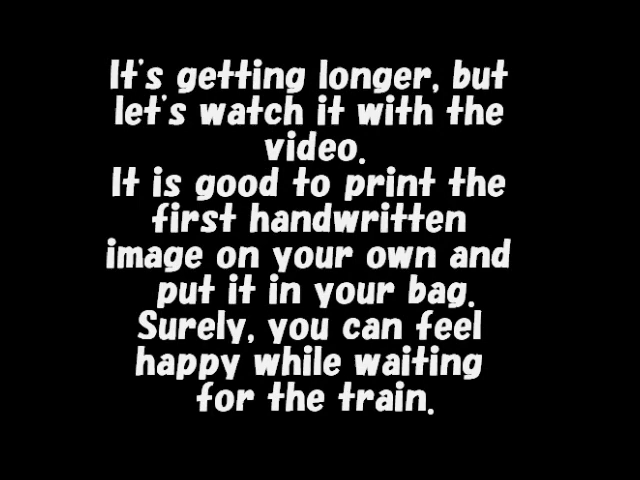 It's getting longer, but
let's watch it with the
video.
It is good to print the
first handwritten
image on your own and
put it in your bag.
Surely, you can feel
happy while waiting
for the train.